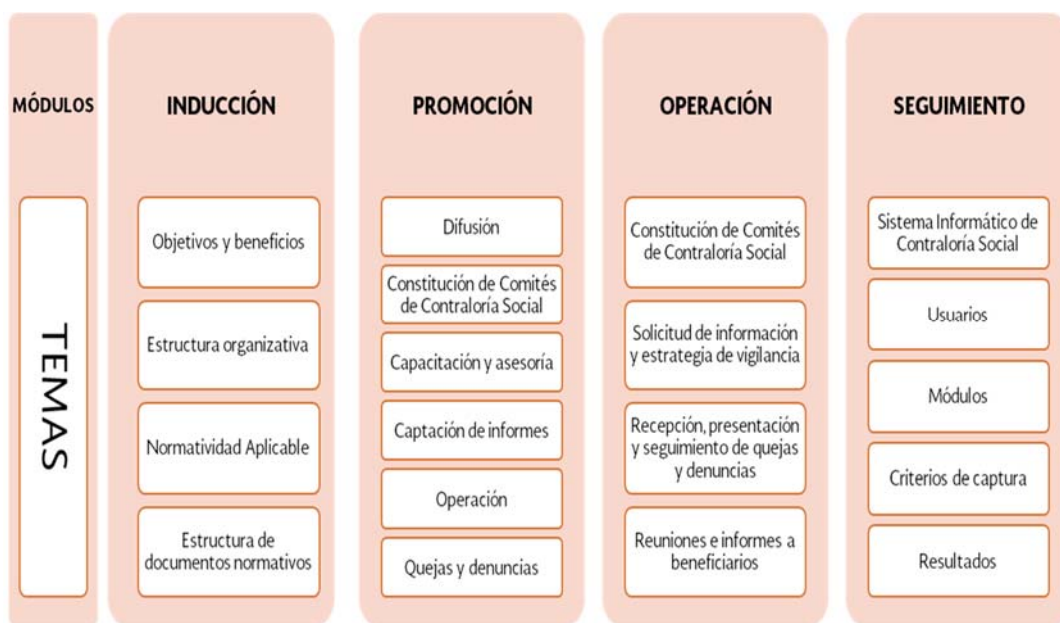 MÓDULOS
TEMAS
INDUCCIÓN
Objetivos y beneficios
Estructura organizativa
Normatividad Aplicable
Estructura de
documentos normativos
PROMOCIÓN
Difusión
Constitución de Comités
de Contraloría Social
Capacitación y asesoría
Captación de informes
Operación
Quejas y denuncias
OPERACIÓN
Constitución de Comités
de Contraloría Social
Solicitud de información
y estrategia de vigilancia
Recepción, presentación
y seguimiento de quejas
y denuncias
Reuniones e informes a
beneficiarios
SEGUIMIENTO
Sistema Informático de
Contraloría Social
Usuarios
Módulos
Criterios de captura
Resultados